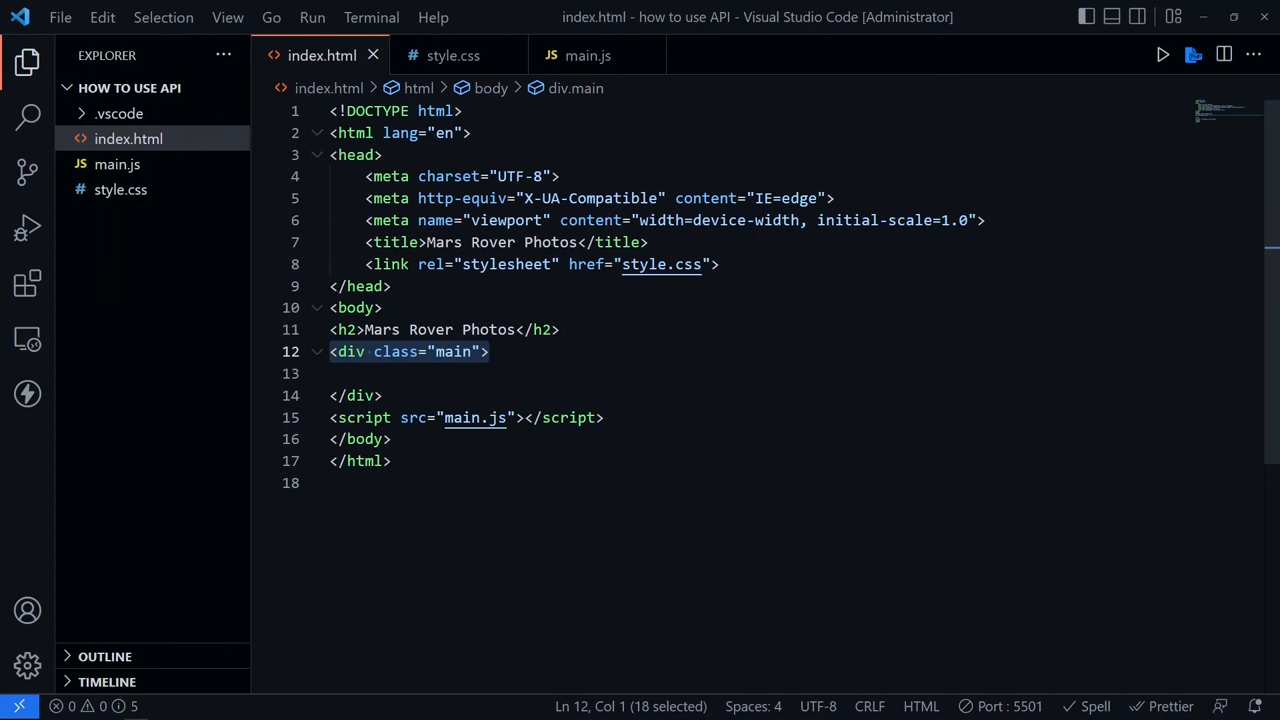 File Edit Selection View Go Run Terminal Help index.html - how to use API - Visual Studio Code [Administrator]
EXPLORER ···
HOW TO USE API
.vscode
<> index.html
JS main.js
# style.css
OUTLINE
TIMELINE
<> index.html × # style.css JS main.js
<> index.html > html > body > div.main
1 <!DOCTYPE html>
2 <html lang="en">
3 <head>
4 <meta charset="UTF-8">
5 <meta http-equiv="X-UA-Compatible" content="IE=edge">
6 <meta name="viewport" content="width=device-width, initial-scale=1.0">
7 <title>Mars Rover Photos</title>
8 <link rel="stylesheet" href="style.css">
9 </head>
10 <body>
11 <h2>Mars Rover Photos</h2>
12 <div class="main">
13
14 </div>
15 <script src="main.js"></script>
16 </body>
17 </html>
18
0 0 5 Ln 12, Col 1 (18 selected) Spaces: 4 UTF-8 CRLF HTML Port : 5501 Spell Prettier